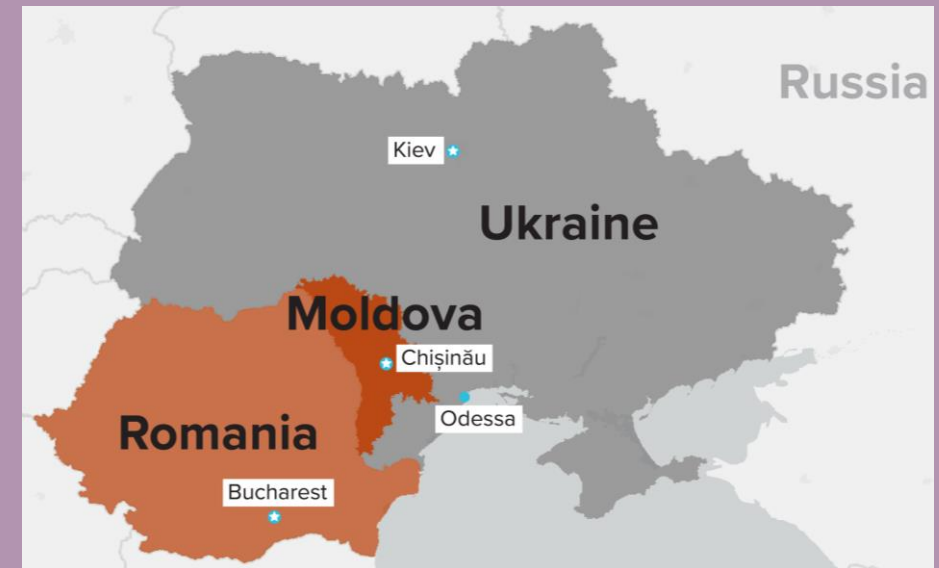 Russia
Kiev
Ukraine
Moldova
Chișinău
Odessa
Romania
Bucharest